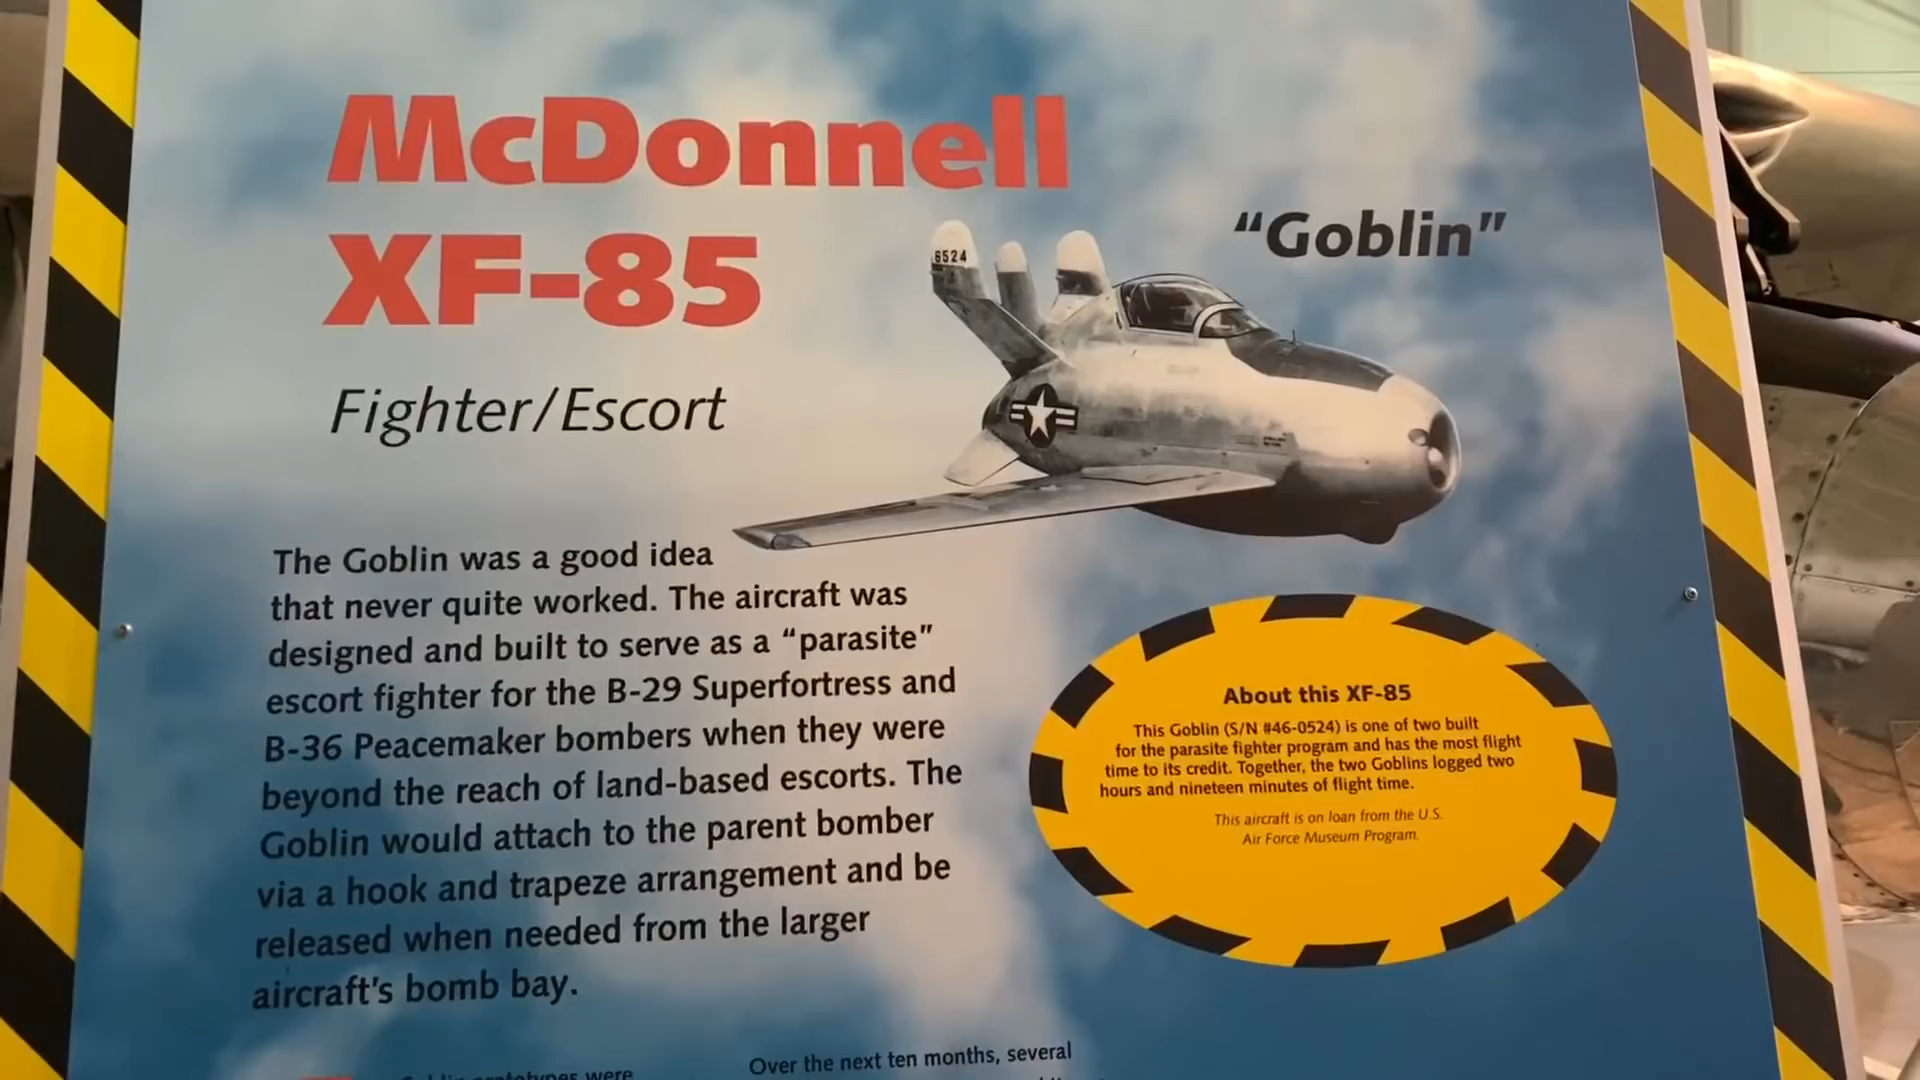 McDonnell
XF-85
"Goblin"
6524
Fighter/Escort
The Goblin was a good idea
that never quite worked. The aircraft was
designed and built to serve as a "parasite"
escort fighter for the B-29 Superfortress and
B-36 Peacemaker bombers when they were
beyond the reach of land-based escorts. The
Goblin would attach to the parent bomber
via a hook and trapeze arrangement and be
released when needed from the larger
aircraft's bomb bay.
About this XF-85
This Goblin (S/N #46-0524) is one of two built
for the parasite fighter program and has the most flight
time to its credit. Together, the two Goblins logged two
hours and nineteen minutes of flight time.
This aircraft is on loan from the U.S.
Air Force Museum Program.
prototypes were
Over the next ten months, several